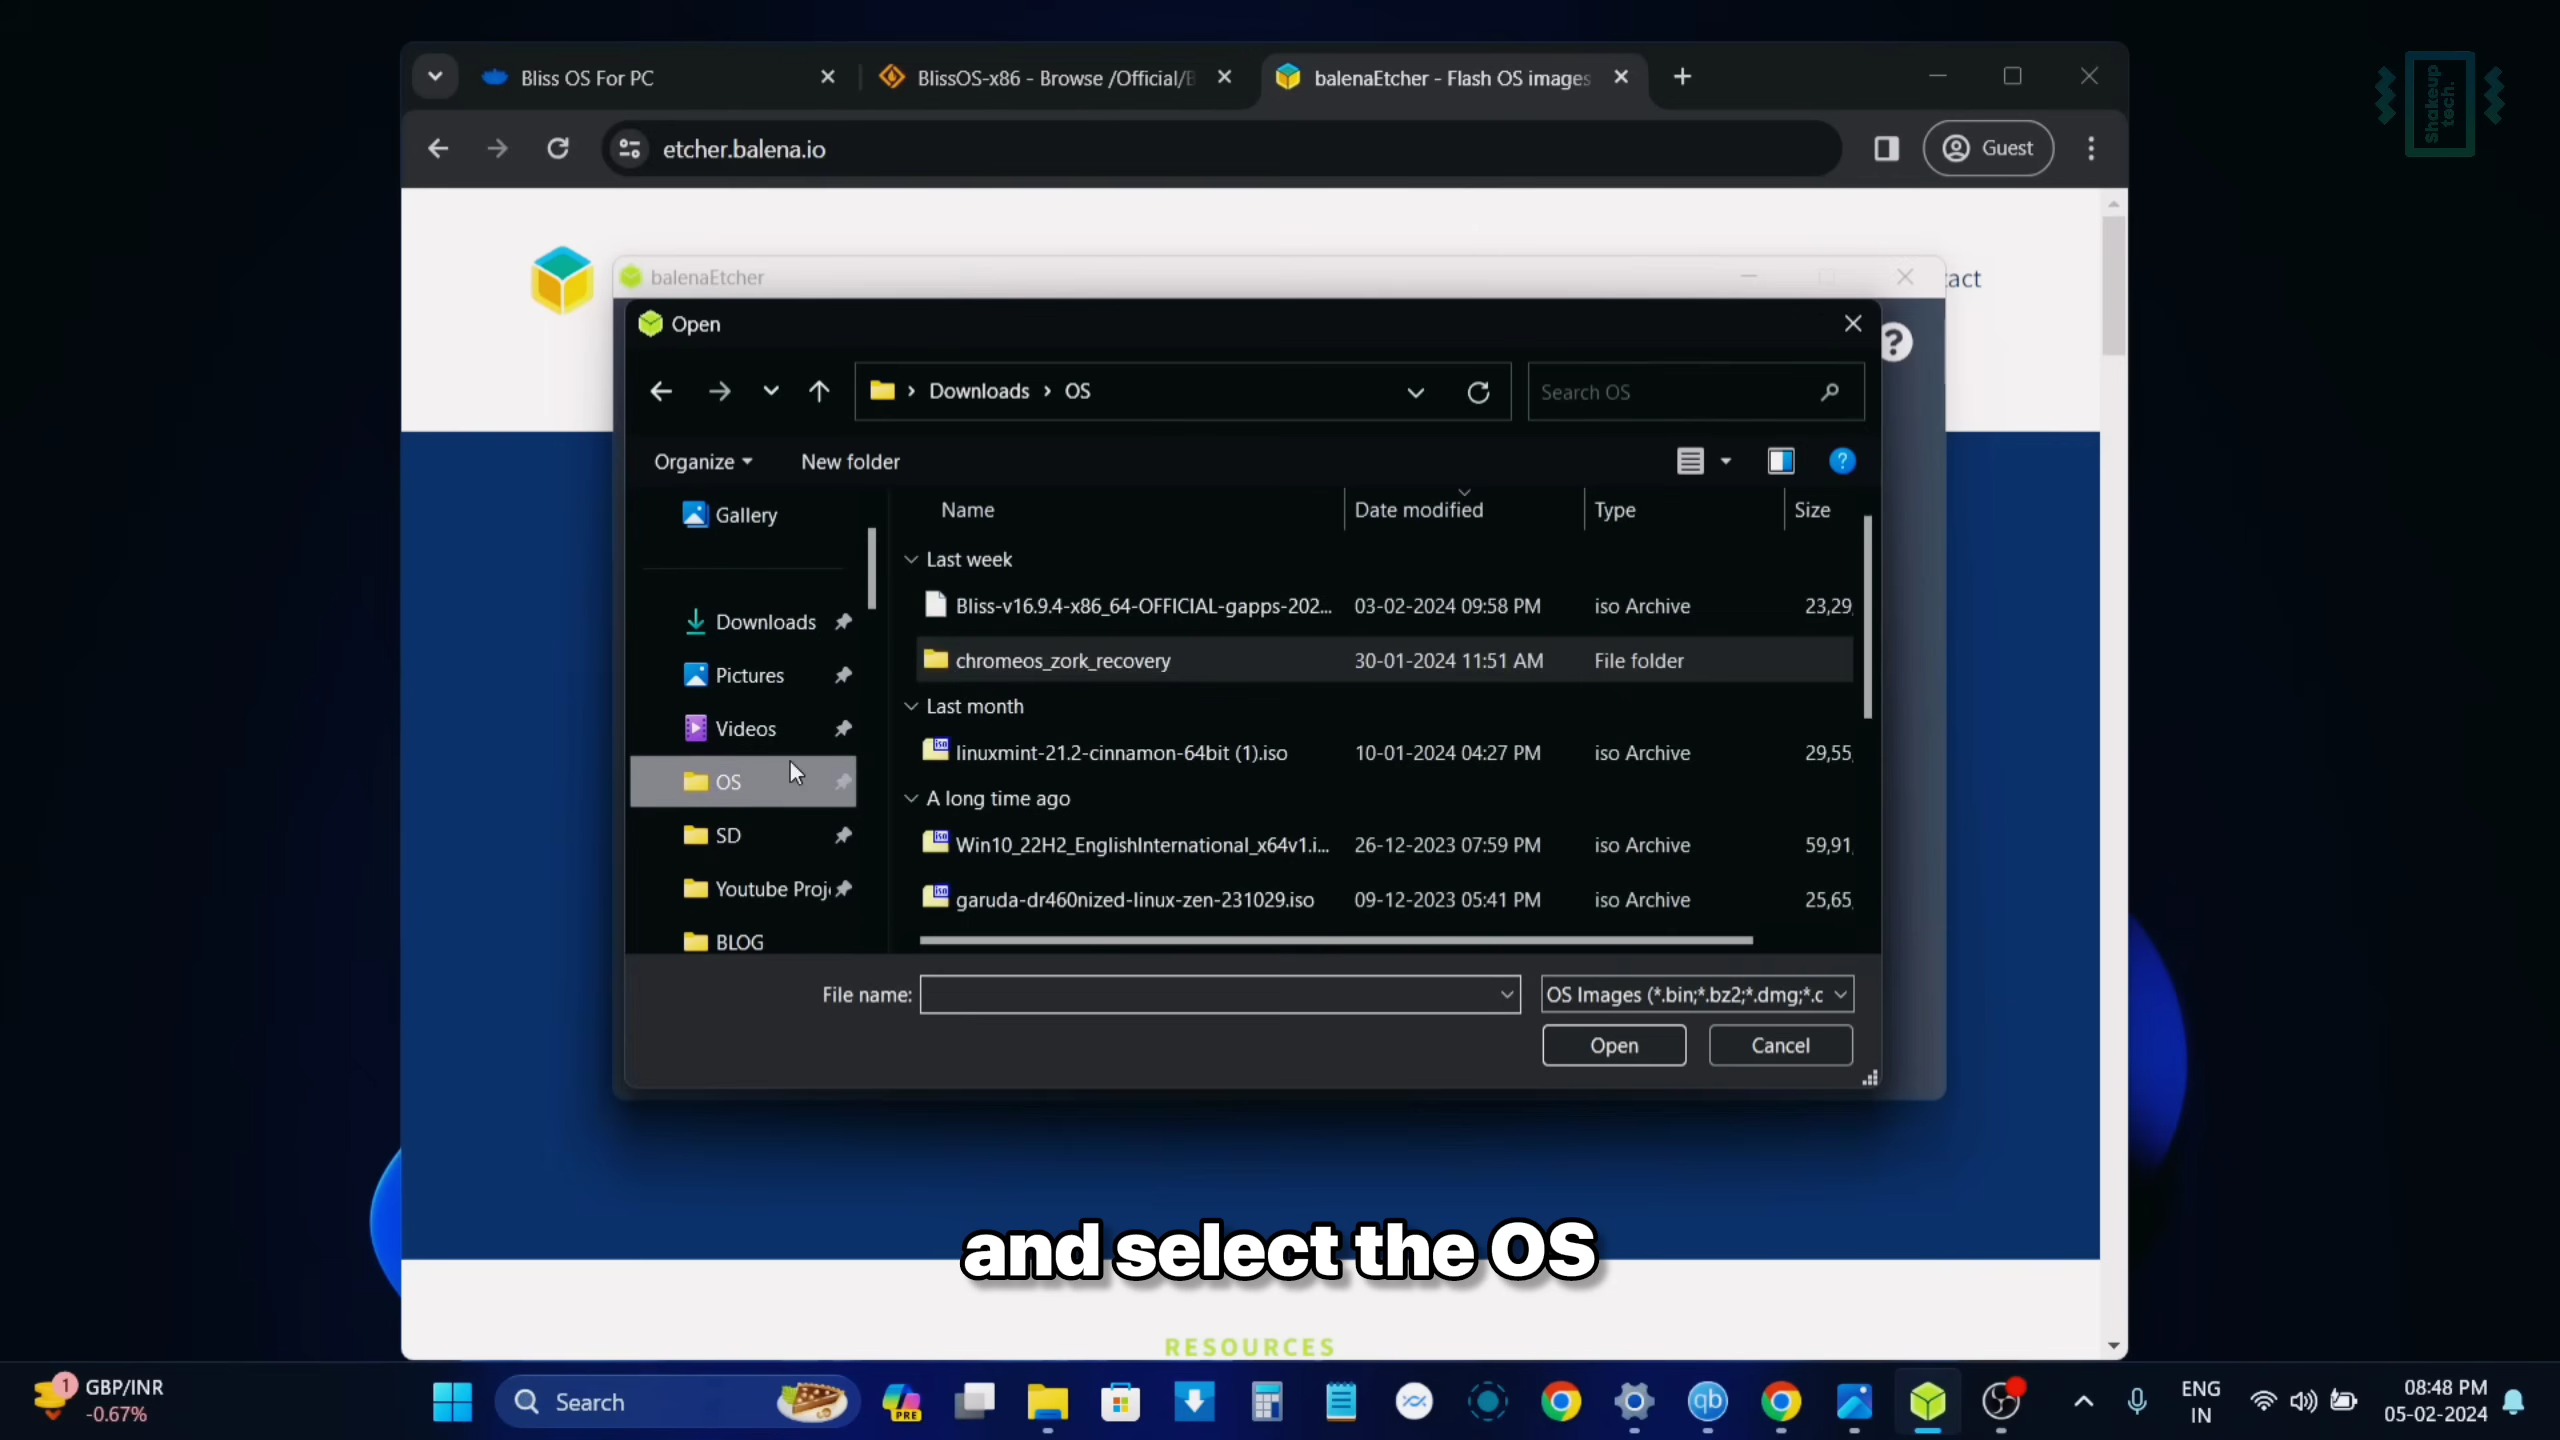 Bliss OS For PC
BlissOS-x86 - Browse /Official/B
balenaEtcher - Flash OS images
etcher.balena.io
Guest
Shakeup
tech.
balenaEtcher
tact
Open
Downloads > OS
Search OS
Organize
New folder
Name
Date modified
Type
Size
Gallery
Downloads
Pictures
Videos
OS
SD
Youtube Proj
BLOG
Last week
Bliss-v16.9.4-x86_64-OFFICIAL-gapps-202... 03-02-2024 09:58 PM iso Archive 23,29
chromeos_zork_recovery 30-01-2024 11:51 AM File folder
Last month
linuxmint-21.2-cinnamon-64bit (1).iso 10-01-2024 04:27 PM iso Archive 29,55
A long time ago
Win10_22H2_EnglishInternational_x64v1.i... 26-12-2023 07:59 PM iso Archive 59,91
garuda-dr460nized-linux-zen-231029.iso 09-12-2023 05:41 PM iso Archive 25,65
File name:
OS Images (*.bin;*.bz2;*.dmg;*.c
Open
Cancel
and select the OS
RESOURCES
1
GBP/INR
-0.67%
Search
PRE
qb
ENG
IN
08:48 PM
05-02-2024